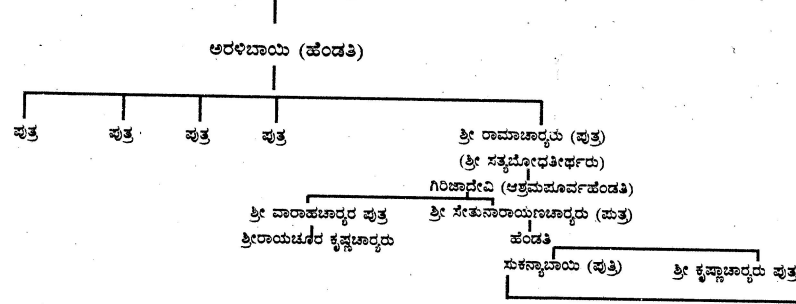 ಅರಳಿಬಾಯಿ (ಹೆಂಡತಿ)
ಪುತ್ರ ಪುತ್ರ ಪುತ್ರ ಪುತ್ರ ಶ್ರೀ ರಾಮಾಚಾರ‍್ಯರು (ಪುತ್ರ)
(ಶ್ರೀ ಸತ್ಯಬೋಧತೀರ್ಥರು)
ಗಿರಿಜಾದೇವಿ (ಆಶ್ರಮಪೂರ್ವಹೆಂಡತಿ)
ಶ್ರೀ ವಾರಾಹಚಾರ‍್ಯರ ಪುತ್ರ ಶ್ರೀ ಸೇತುನಾರಾಯಣಚಾರ‍್ಯರು (ಪುತ್ರ)
ಶ್ರೀರಾಯಚೂರ ಕೃಷ್ಣಚಾರ‍್ಯರು ಹೆಂಡತಿ
ಸುಕನ್ಯಾಬಾಯಿ (ಪುತ್ರಿ) ಶ್ರೀ ಕೃಷ್ಣಾಚಾರ‍್ಯರು ಪುತ್ರ